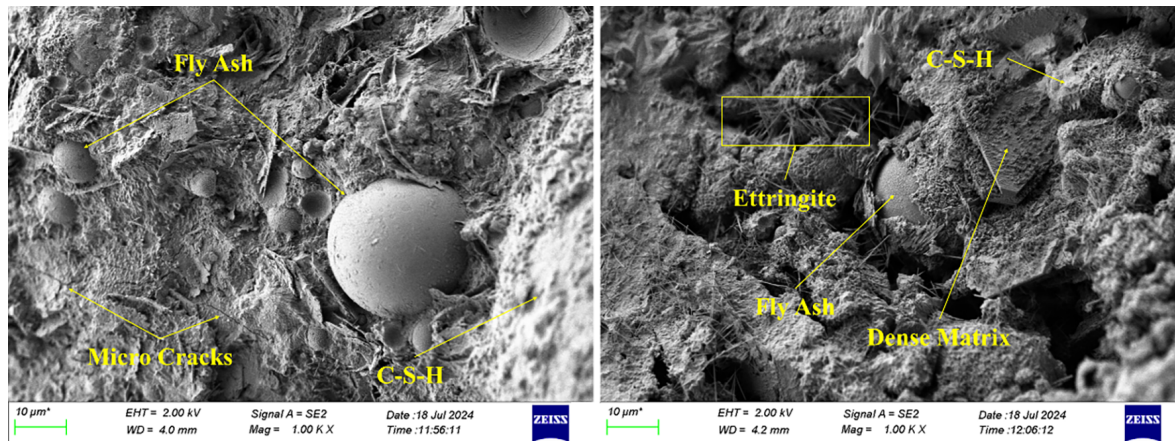 Fly Ash
Micro Cracks
C-S-H
10 µm*
EHT = 2.00 kV
Signal A = SE2
Date :18 Jul 2024
WD = 4.0 mm
Mag = 1.00 K X
Time :11:56:11
ZEISS
C-S-H
Ettringite
Fly Ash
Dense Matrix
10 µm*
EHT = 2.00 kV
Signal A = SE2
Date :18 Jul 2024
WD = 4.2 mm
Mag = 1.00 K X
Time :12:06:12
ZEISS